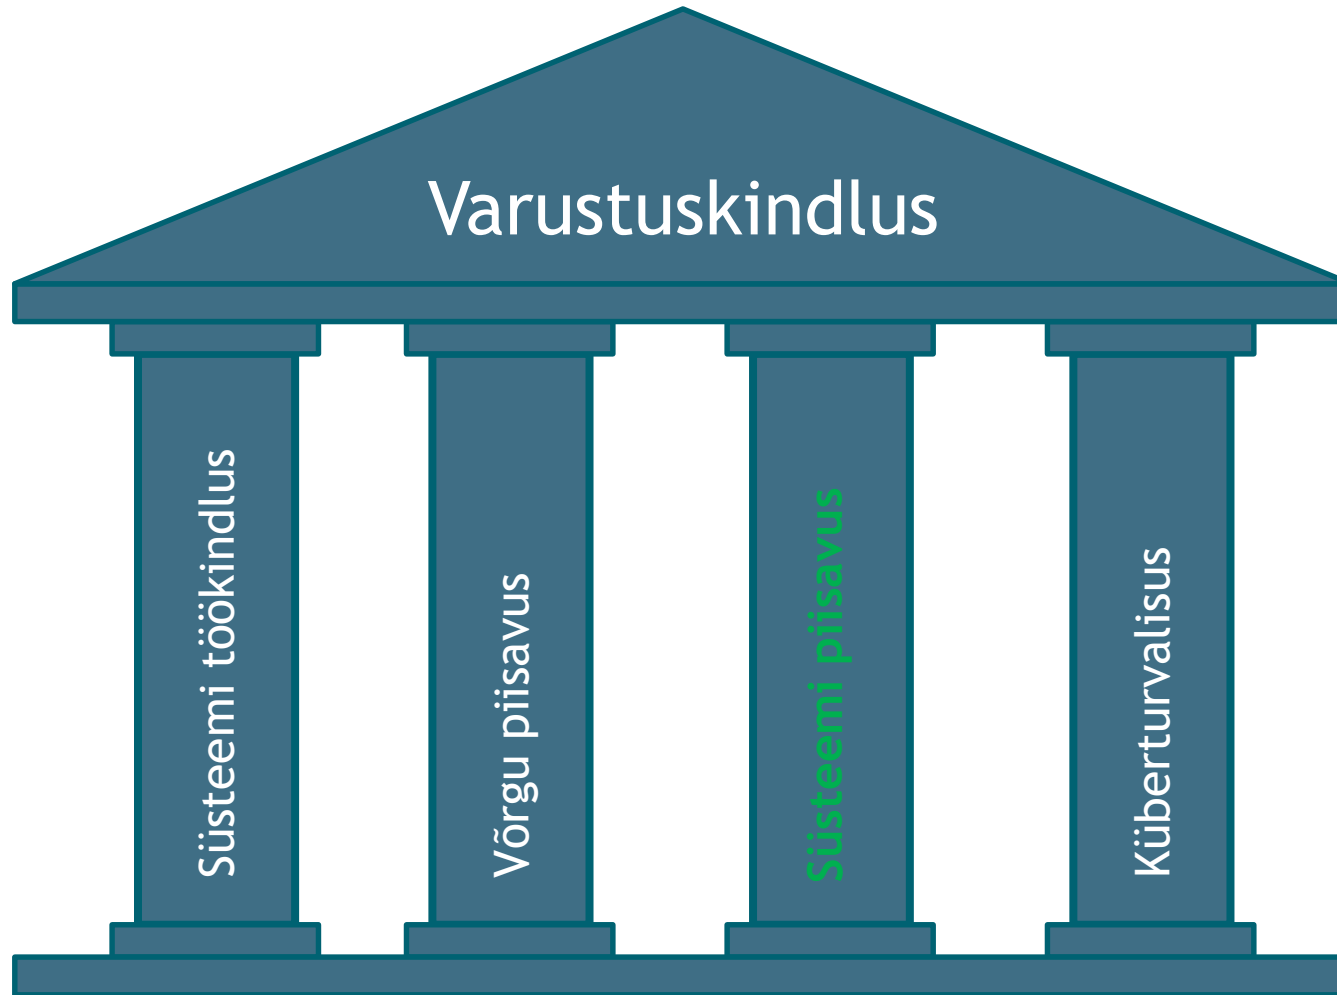 Varustuskindlus
Süsteemi töökindlus
Võrgu piisavus
Süsteemi piisavus
Küberturvalisus